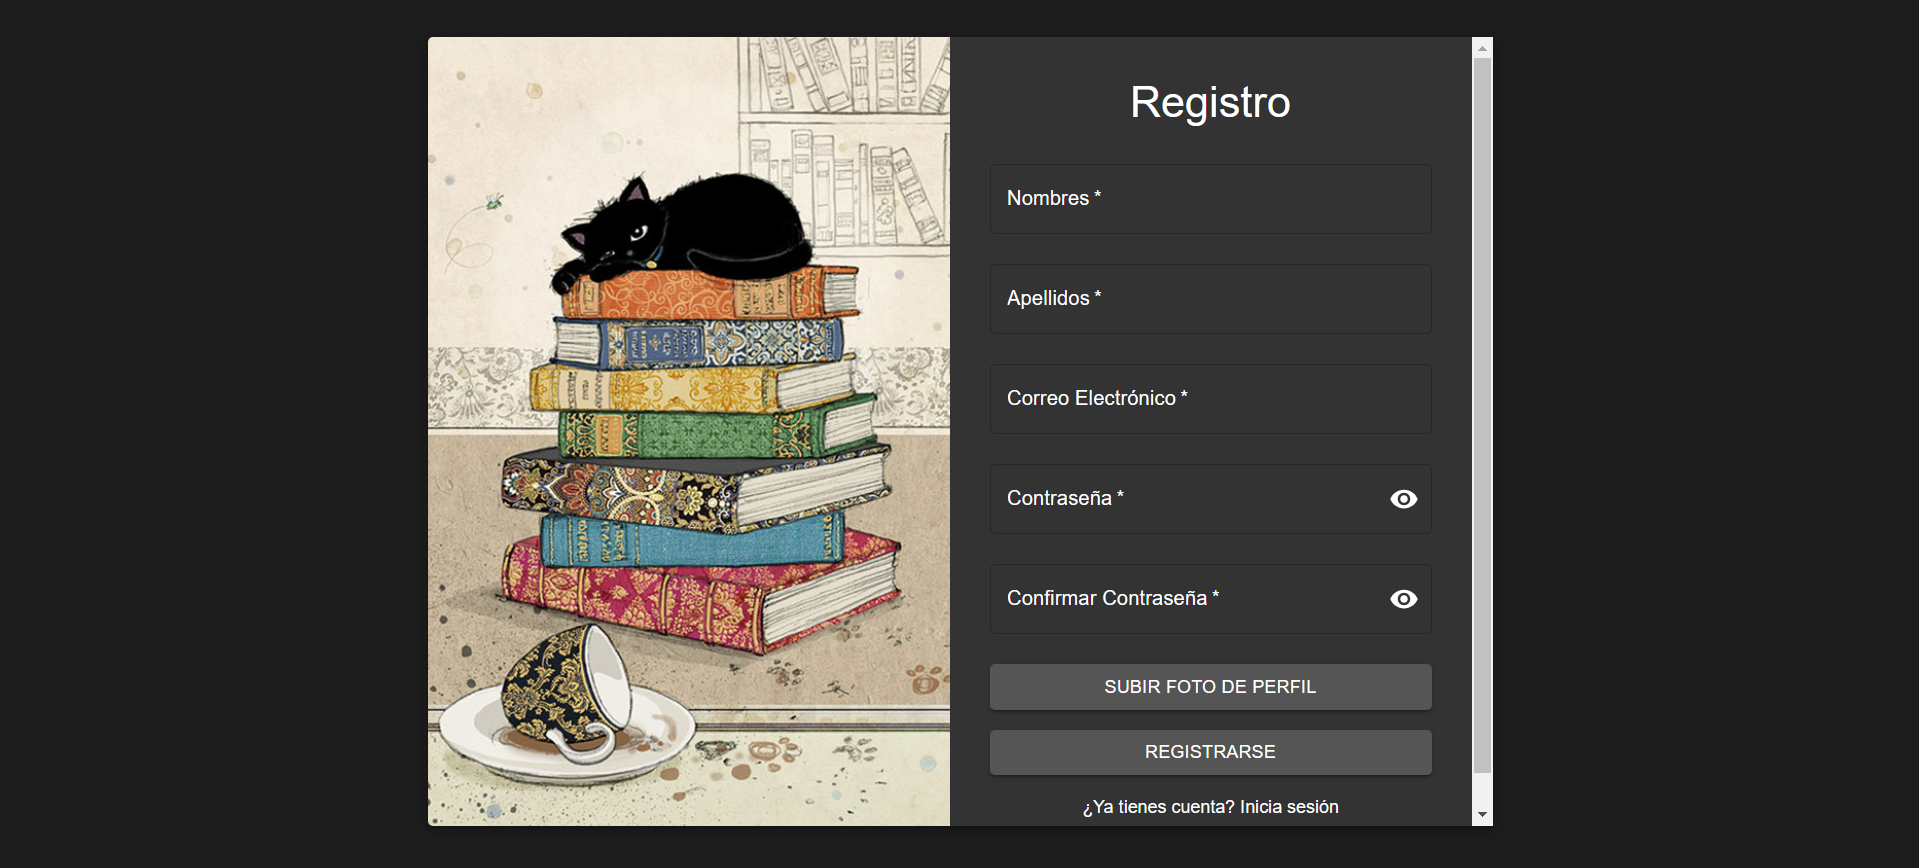 Registro
Nombres *
Apellidos *
Correo Electrónico *
Contraseña *
Confirmar Contraseña *
SUBIR FOTO DE PERFIL
REGISTRARSE
¿Ya tienes cuenta? Inicia sesión